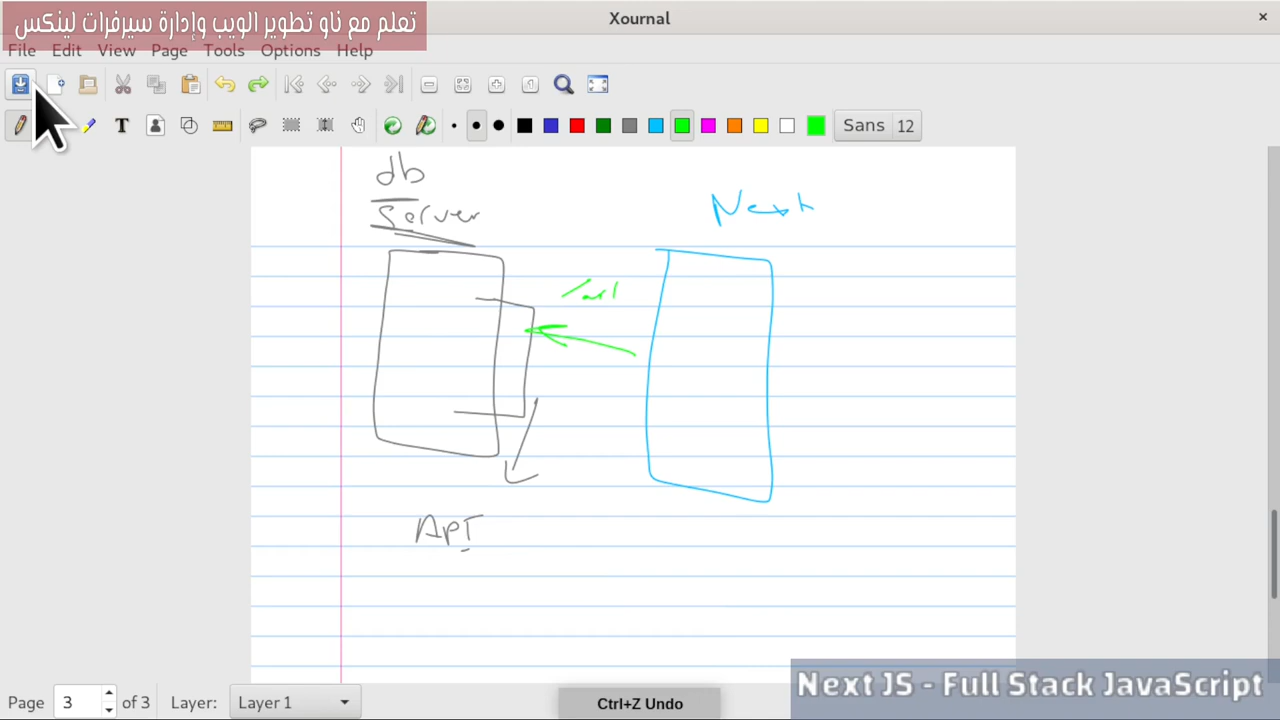 Xournal
تعلم مع ناو تطوير الويب وإدارة سيرفرات لينكس
File Edit View Page Tools Options Help
Sans 12
db
Server
Next
API
Page 3 of 3 Layer: Layer 1
Ctrl+Z Undo
Next JS - Full Stack JavaScript